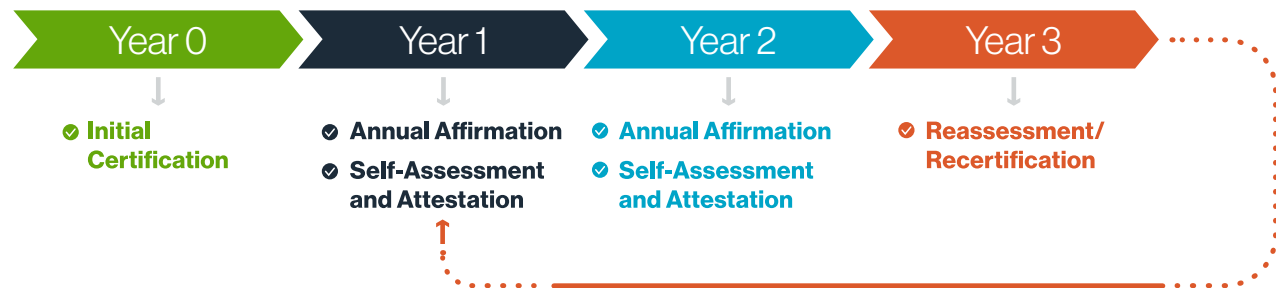 Year 0
Year 1
Year 2
Year 3
Initial
Certification
Annual Affirmation
Self-Assessment
and Attestation
Annual Affirmation
Self-Assessment
and Attestation
Reassessment/
Recertification